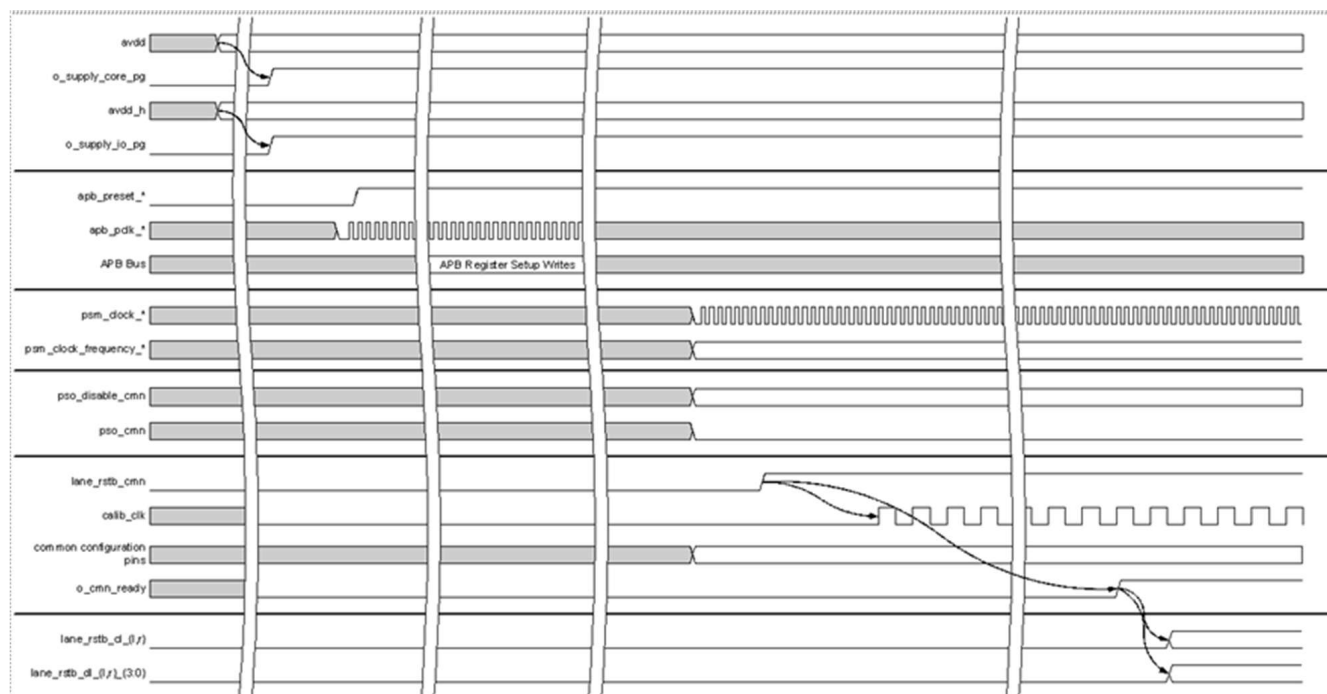 avdd
o_supply_core_pg
avdd_h
o_supply_io_pg
apb_preset_*
apb_pclk_*
APB Bus
APB Register Setup Writes
psm_clock_*
psm_clock_frequency_*
pso_disable_cmn
pso_cmn
lane_rstb_cmn
calib_clk
common configuration
pins
o_cmn_ready
lane_rstb_cl_(l,r)
lane_rstb_dl_(l,r)_(3:0)